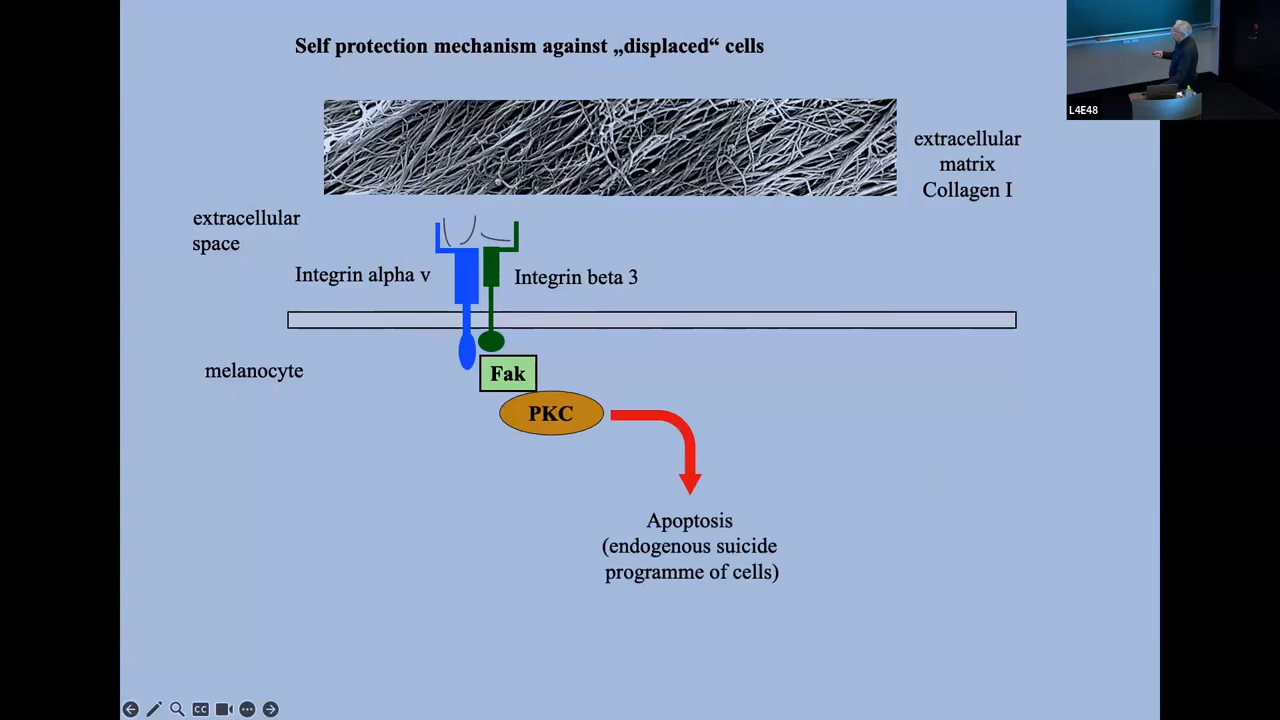 Self protection mechanism against „displaced“ cells
L4E48
extracellular
matrix
Collagen I
extracellular
space
Integrin alpha v
Integrin beta 3
melanocyte
Fak
PKC
Apoptosis
(endogenous suicide
programme of cells)
CC